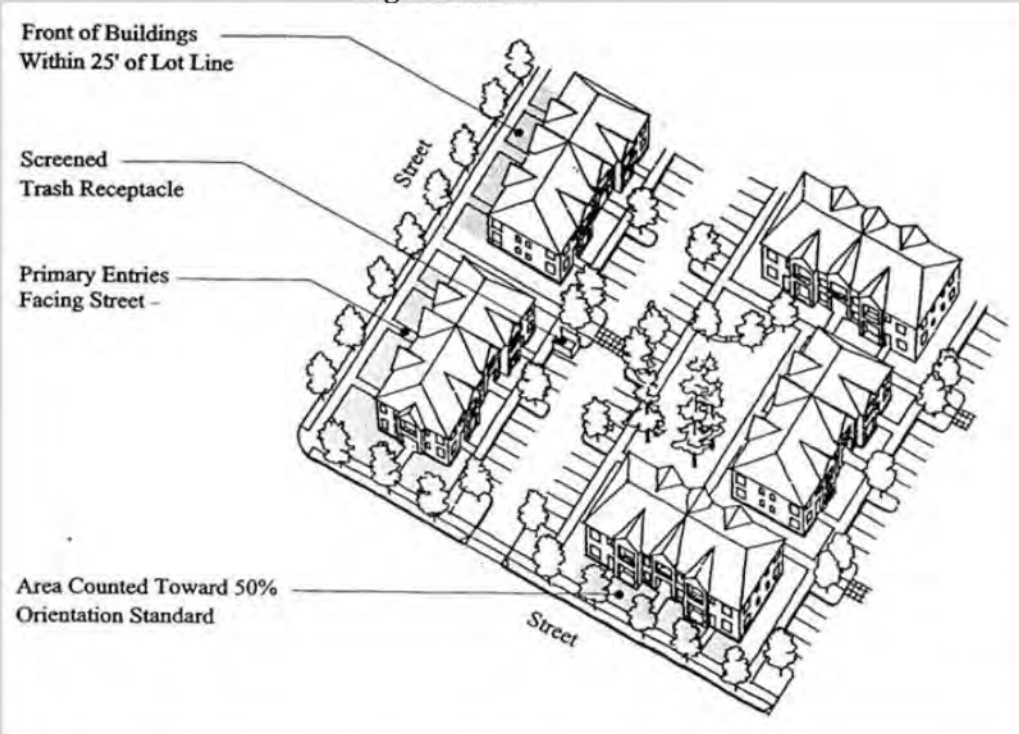 Front of Buildings
Within 25' of Lot Line
Street
Screened
Trash Receptacle
Primary Entries
Facing Street –
Area Counted Toward 50%
Orientation Standard
Street